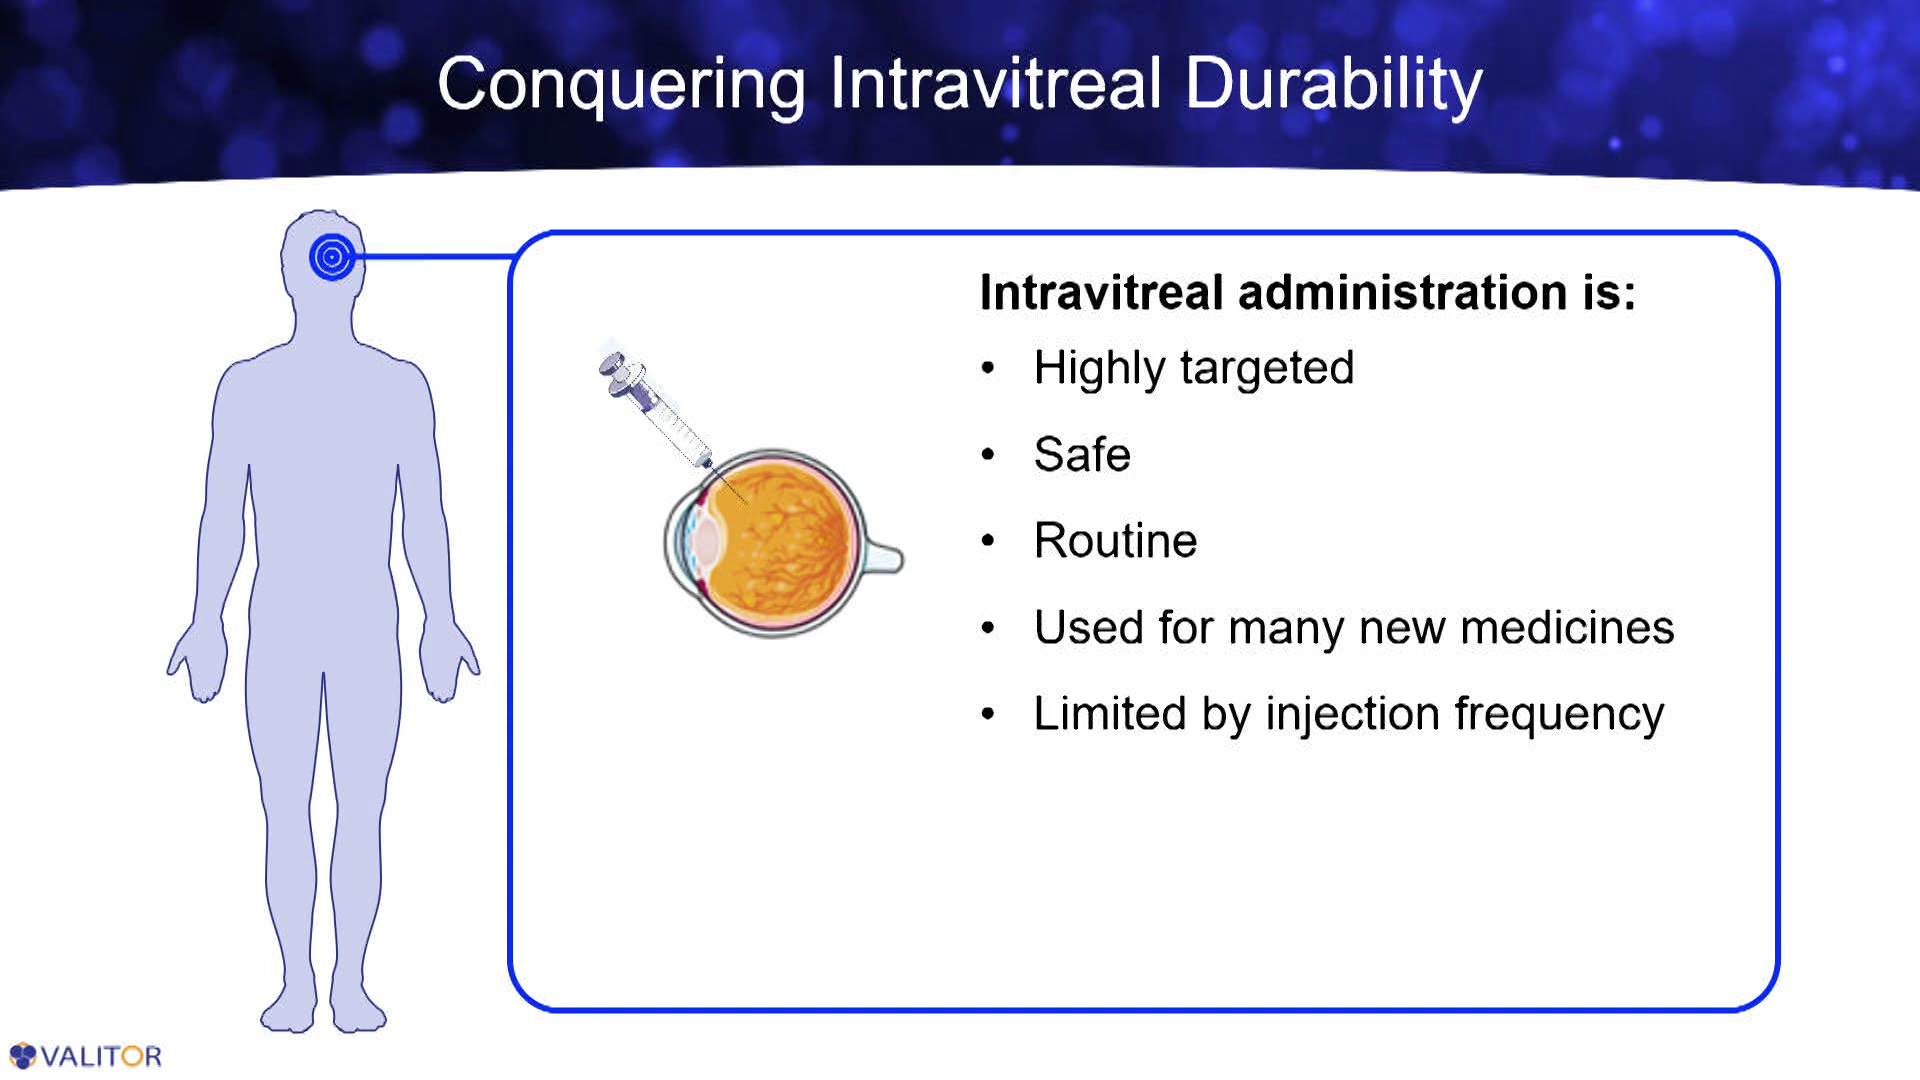 Conquering Intravitreal Durability
Intravitreal administration is:
• Highly targeted
• Safe
• Routine
• Used for many new medicines
• Limited by injection frequency
VALITOR